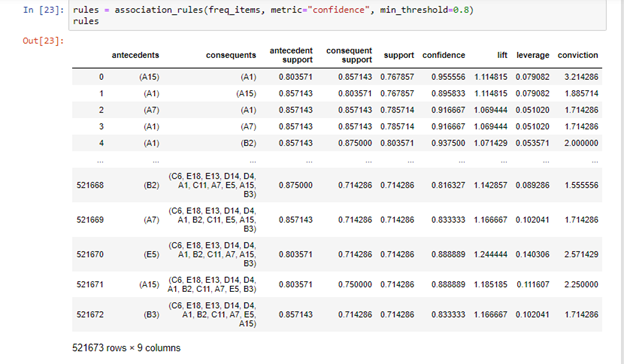 In [23]: rules = association_rules(freq_items, metric="confidence", min_threshold=0.8)
rules
Out[23]:
antecedents consequents antecedent support consequent support support confidence lift leverage conviction
0 (A15) (A1) 0.803571 0.857143 0.767857 0.955556 1.114815 0.079082 3.214286
1 (A1) (A15) 0.857143 0.803571 0.767857 0.895833 1.114815 0.079082 1.885714
2 (A7) (A1) 0.857143 0.857143 0.785714 0.916667 1.069444 0.051020 1.714286
3 (A1) (A7) 0.857143 0.857143 0.785714 0.916667 1.069444 0.051020 1.714286
4 (A1) (B2) 0.857143 0.875000 0.803571 0.937500 1.071429 0.053571 2.000000
... ... ... ... ... ... ... ... ... ...
521668 (B2) (C6, E18, E13, D14, D4, A1, C11, A7, E5, A15, B3) 0.875000 0.714286 0.714286 0.816327 1.142857 0.089286 1.555556
521669 (A7) (C6, E18, E13, D14, D4, A1, B2, C11, E5, A15, B3) 0.857143 0.714286 0.714286 0.833333 1.166667 0.102041 1.714286
521670 (E5) (C6, E18, E13, D14, D4, A1, B2, C11, A7, A15, B3) 0.803571 0.714286 0.714286 0.888889 1.244444 0.140306 2.571429
521671 (A15) (C6, E18, E13, D14, D4, A1, B2, C11, A7, E5, B3) 0.803571 0.750000 0.714286 0.888889 1.185185 0.111607 2.250000
521672 (B3) (C6, E18, E13, D14, D4, A1, B2, C11, A7, E5, A15) 0.857143 0.714286 0.714286 0.833333 1.166667 0.102041 1.714286
521673 rows × 9 columns